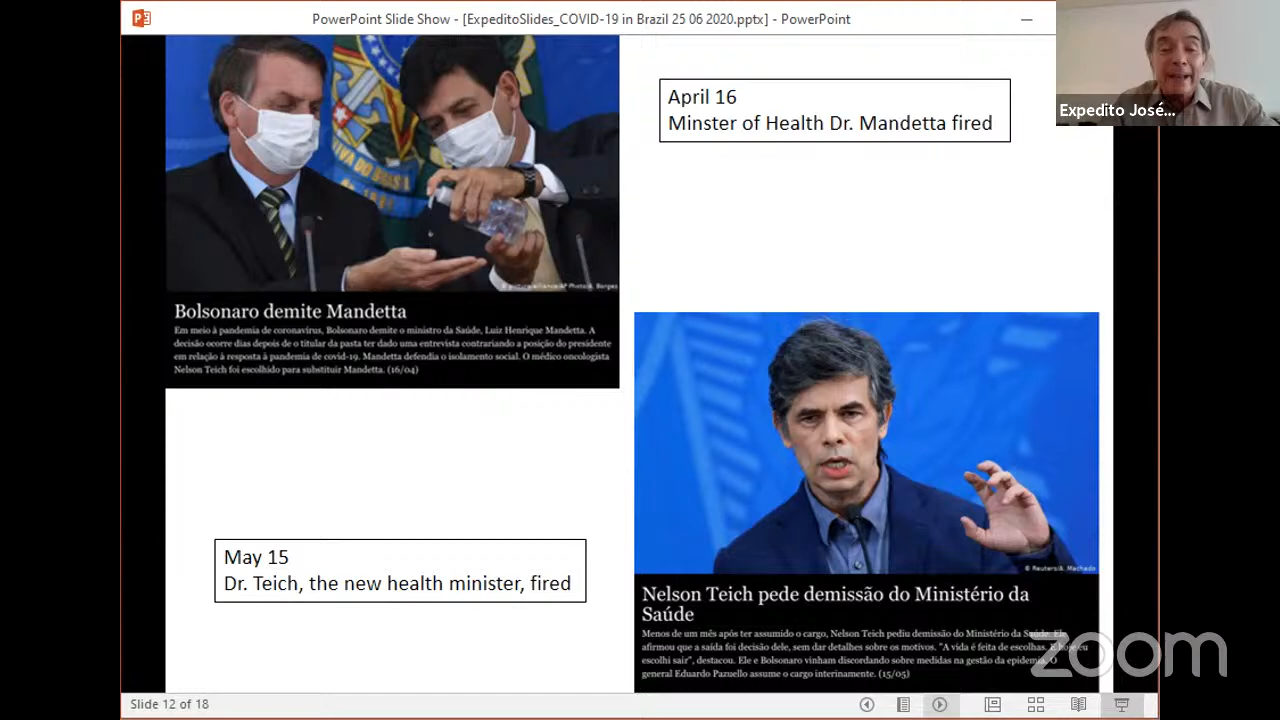 PowerPoint Slide Show - [ExpeditoSlides_COVID-19 in Brazil 25 06 2020.pptx] - PowerPoint
Expedito José...
April 16
Minster of Health Dr. Mandetta fired
Bolsonaro demite Mandetta
Em meio à pandemia de coronavírus, Bolsonaro demite o ministro da Saúde, Luiz Henrique Mandetta. A
decisão ocorre dias depois de o titular da pasta ter dado uma entrevista contrariando a posição do presidente
em relação à resposta à pandemia de covid-19. Mandetta defendia o isolamento social. O médico oncologista
Nelson Teich foi escolhido para substituir Mandetta. (16/04)
May 15
Dr. Teich, the new health minister, fired
© Reuters/A. Machado
Nelson Teich pede demissão do Ministério da
Saúde
Menos de um mês após ter assumido o cargo, Nelson Teich pediu demissão do Ministério da Saúde. Ele
afirmou que a saída foi decisão dele, sem dar detalhes sobre os motivos. "A vida é feita de escolhas. E hoje eu
escolhi sair", destacou. Ele e Bolsonaro vinham discordando sobre medidas na gestão da epidemia. O
general Eduardo Pazuello assume o cargo interinamente. (15/05)
zoom
Slide 12 of 18